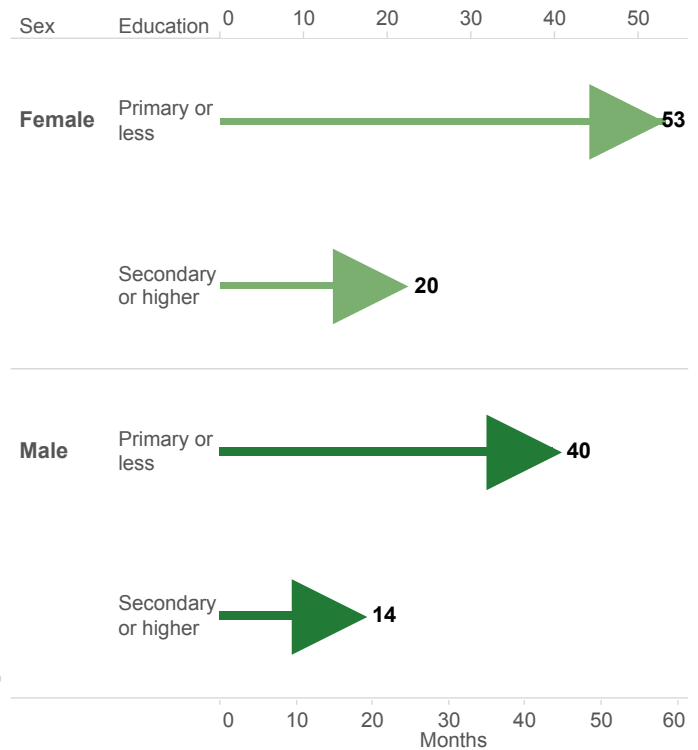 Sex Education 0 10 20 30 40 50
Female Primary or
less 53
Secondary
or higher 20
Male Primary or
less 40
Secondary
or higher 14
0 10 20 30 40 50 60
Months